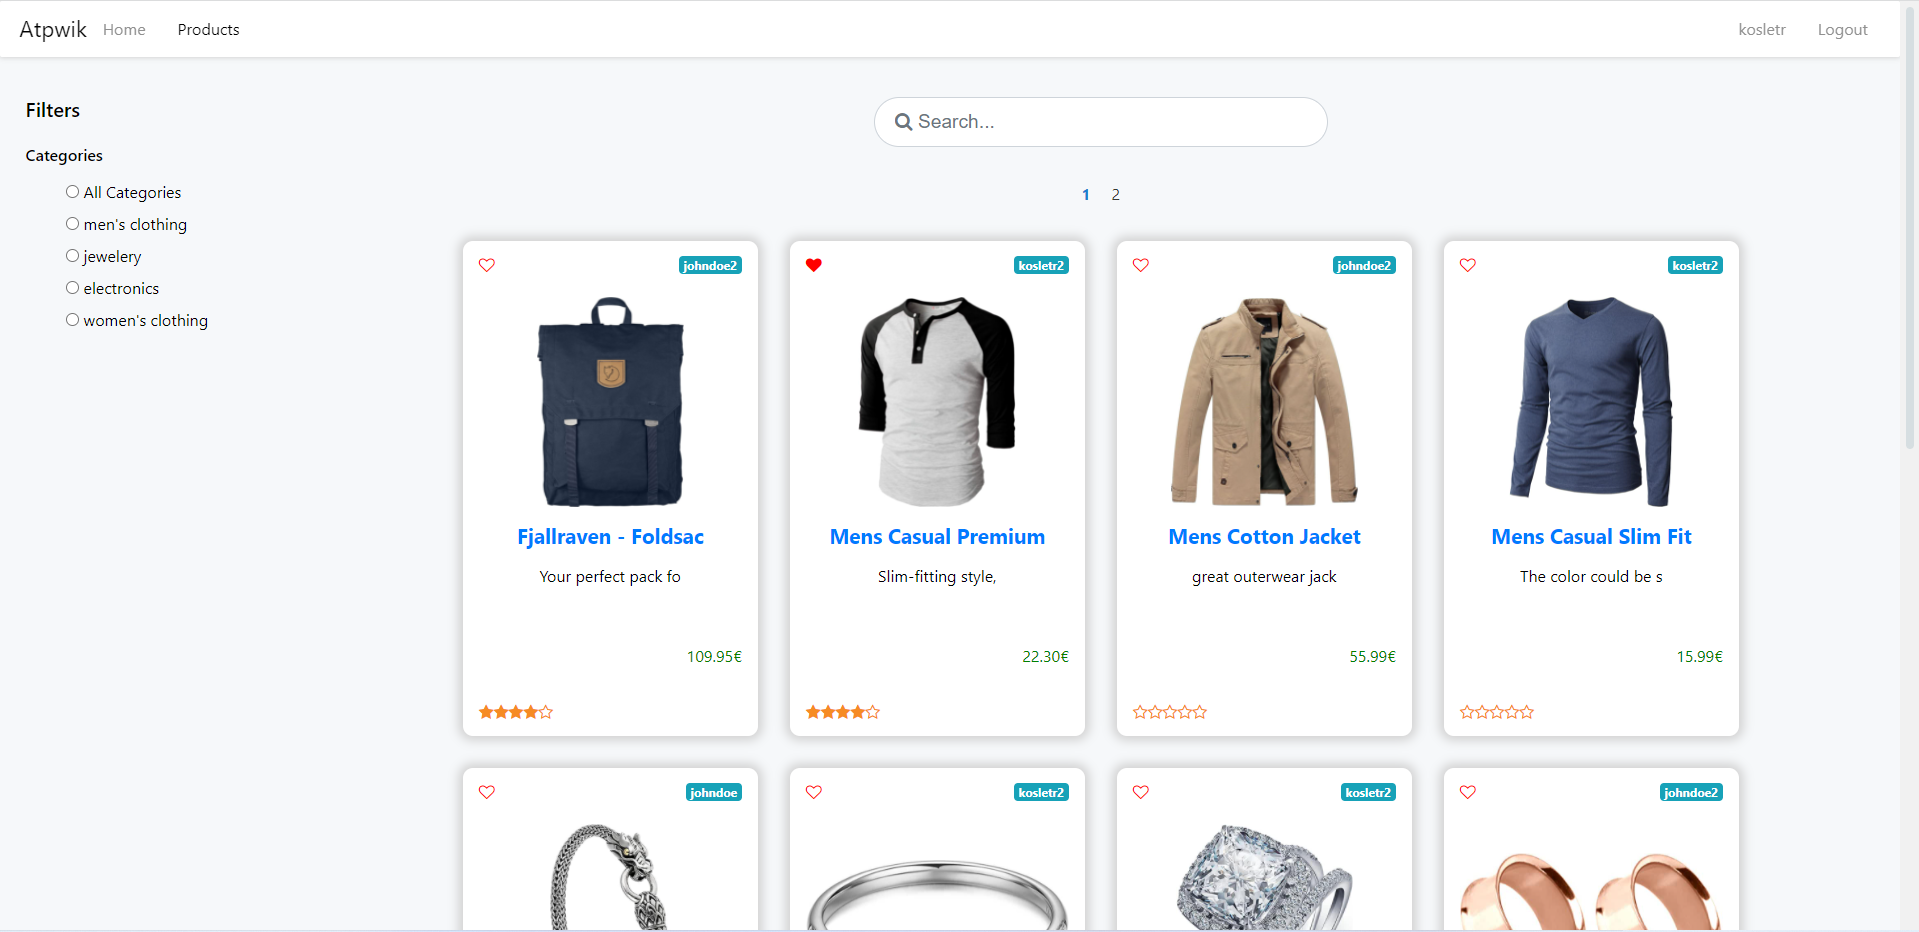 Atpwik Home Products kosletr Logout
Filters
Search...
Categories
All Categories
men's clothing
jewelery
electronics
women's clothing
1 2
johndoe2 kosletr2 johndoe2 kosletr2
Fjallraven - Foldsac Mens Casual Premium Mens Cotton Jacket Mens Casual Slim Fit
Your perfect pack fo Slim-fitting style, great outerwear jack The color could be s
109.95€ 22.30€ 55.99€ 15.99€
johndoe kosletr2 kosletr2 johndoe2